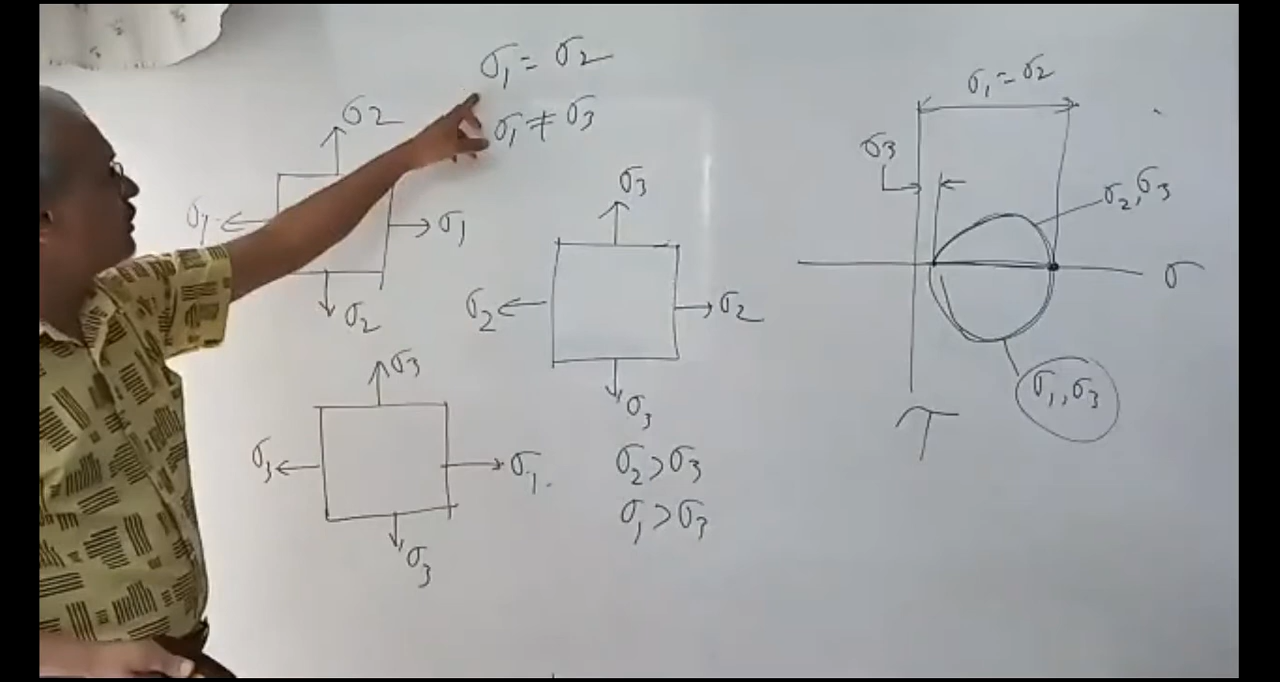 σ1 = σ2
σ1 ≠ σ3
σ2
σ1
σ1
σ2
σ3
σ2
σ2
σ3
σ3
σ3
σ1.
σ3
σ2 > σ3
σ1 > σ3
σ1 = σ2
σ3
σ2, σ3
σ
σ1, σ3
τ